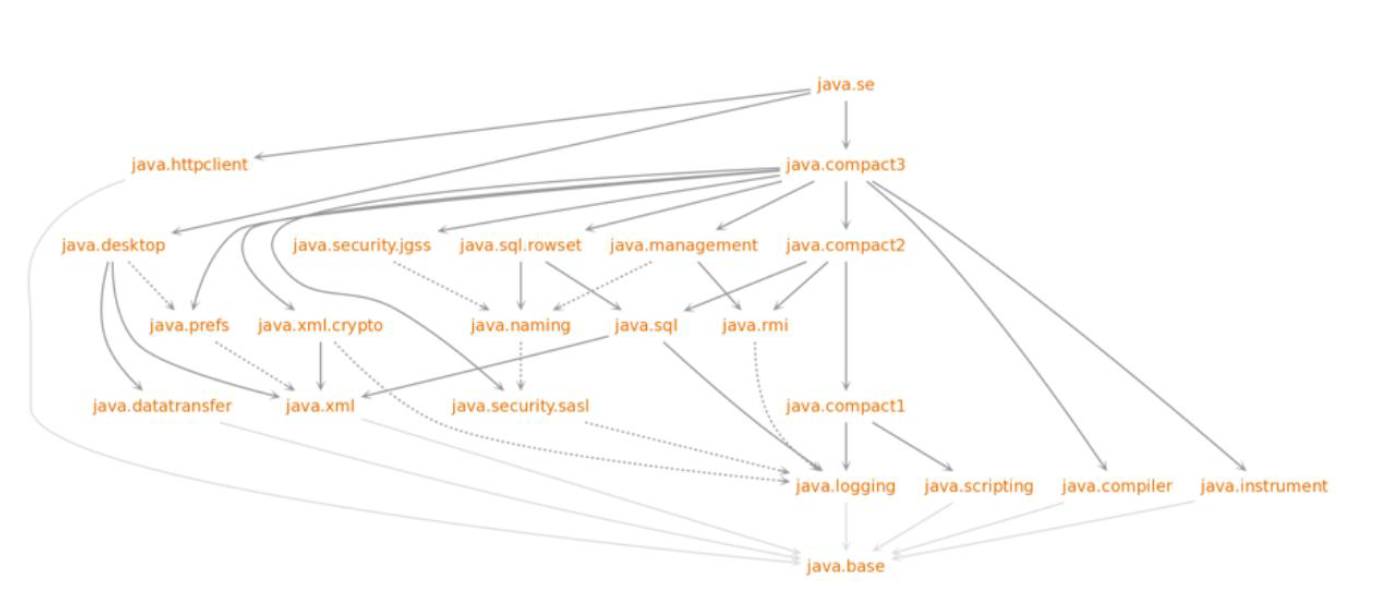 java.se
java.httpclient
java.compact3
java.desktop
java.security.jgss
java.sql.rowset
java.management
java.compact2
java.prefs
java.xml.crypto
java.naming
java.sql
java.rmi
java.datatransfer
java.xml
java.security.sasl
java.compact1
java.logging
java.scripting
java.compiler
java.instrument
java.base